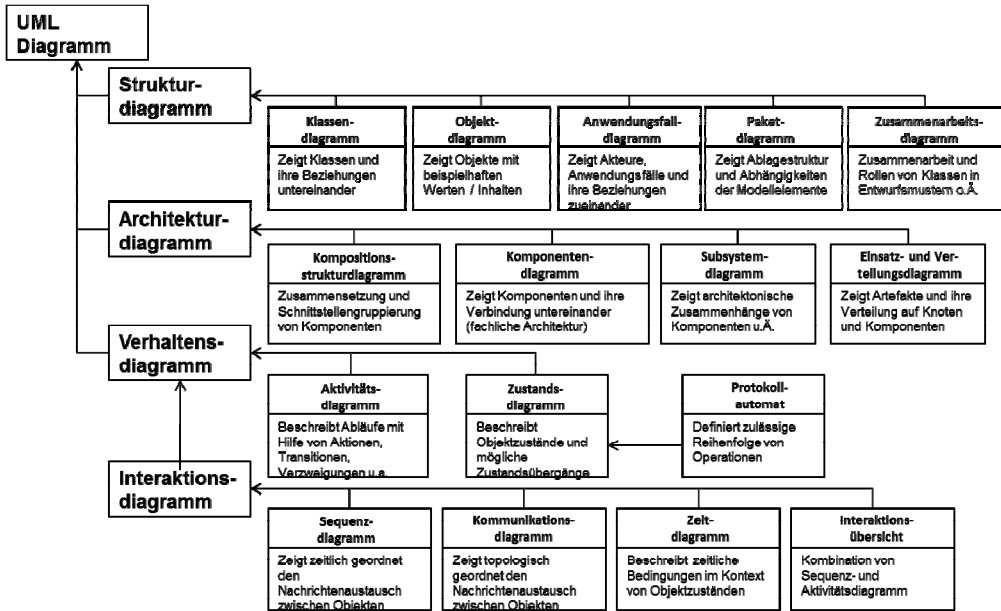 UML
Diagramm
Struktur-
diagramm
Klassen-
diagramm
Zeigt Klassen und
ihre Beziehungen
untereinander
Objekt-
diagramm
Zeigt Objekte mit
beispielhaften
Werten / Inhalten
Anwendungsfall-
diagramm
Zeigt Akteure,
Anwendungsfälle und
ihre Beziehungen
zueinander
Paket-
diagramm
Zeigt Ablagestruktur
und Abhängigkeiten
der Modellelemente
Zusammenarbeits-
diagramm
Zusammenarbeit und
Rollen von Klassen in
Entwurfsmustern o.Ä.
Architektur-
diagramm
Kompositions-
strukturdiagramm
Zusammensetzung und
Schnittstellengruppierung
von Komponenten
Komponenten-
diagramm
Zeigt Komponenten und ihre
Verbindung untereinander
(fachliche Architektur)
Subsystem-
diagramm
Zeigt architektonische
Zusammenhänge von
Komponenten u.Ä.
Einsatz- und Ver-
teilungsdiagramm
Zeigt Artefakte und ihre
Verteilung auf Knoten
und Komponenten
Verhaltens-
diagramm
Aktivitäts-
diagramm
Beschreibt Abläufe mit
Hilfe von Aktionen,
Transitionen,
Verzweigungen u.a.
Zustands-
diagramm
Beschreibt
Objektzustände und
mögliche
Zustandsübergänge
Protokoll-
automat
Definiert zulässige
Reihenfolge von
Operationen
Interaktions-
diagramm
Sequenz-
diagramm
Zeigt zeitlich geordnet
den
Nachrichtenaustausch
zwischen Objekten
Kommunikations-
diagramm
Zeigt topologisch
geordnet den
Nachrichtenaustausch
zwischen Objekten
Zeit-
diagramm
Beschreibt zeitliche
Bedingungen im Kontext
von Objektzuständen
Interaktions-
übersicht
Kombination von
Sequenz- und
Aktivitätsdiagramm